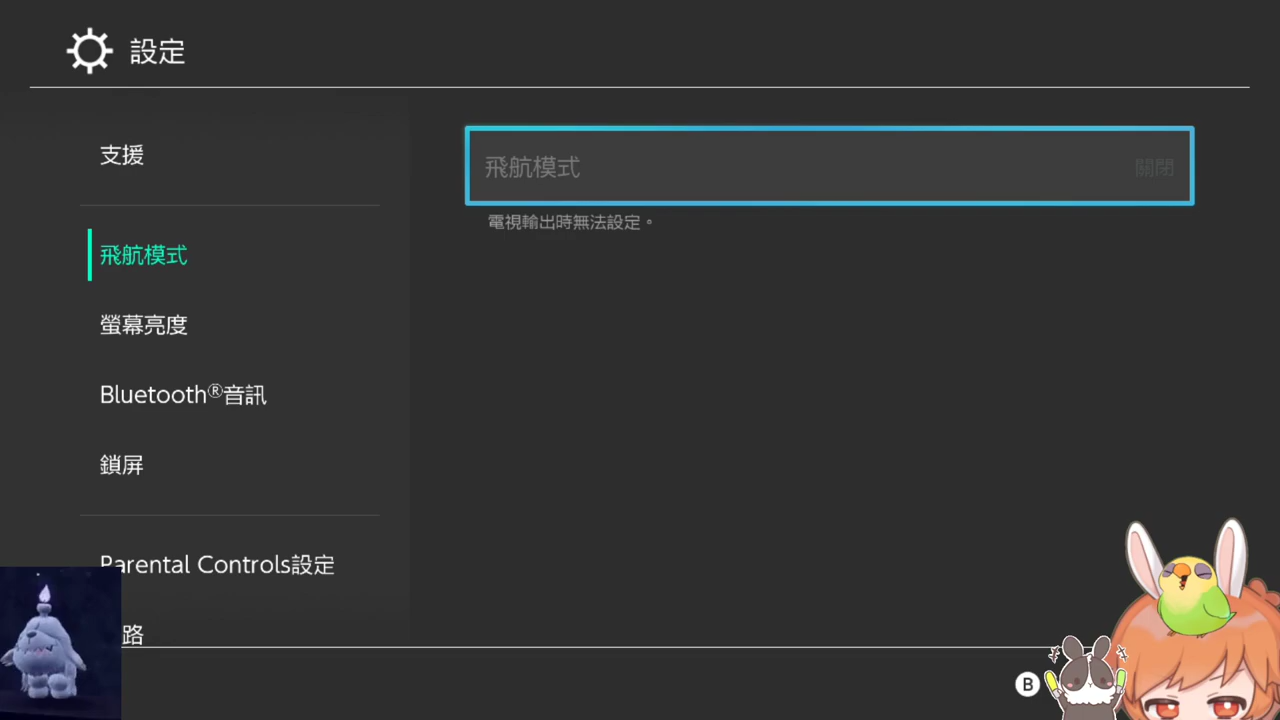 設定
支援
飛航模式
螢幕亮度
Bluetooth®音訊
鎖屏
Parental Controls設定
路
飛航模式 關閉
電視輸出時無法設定。
B